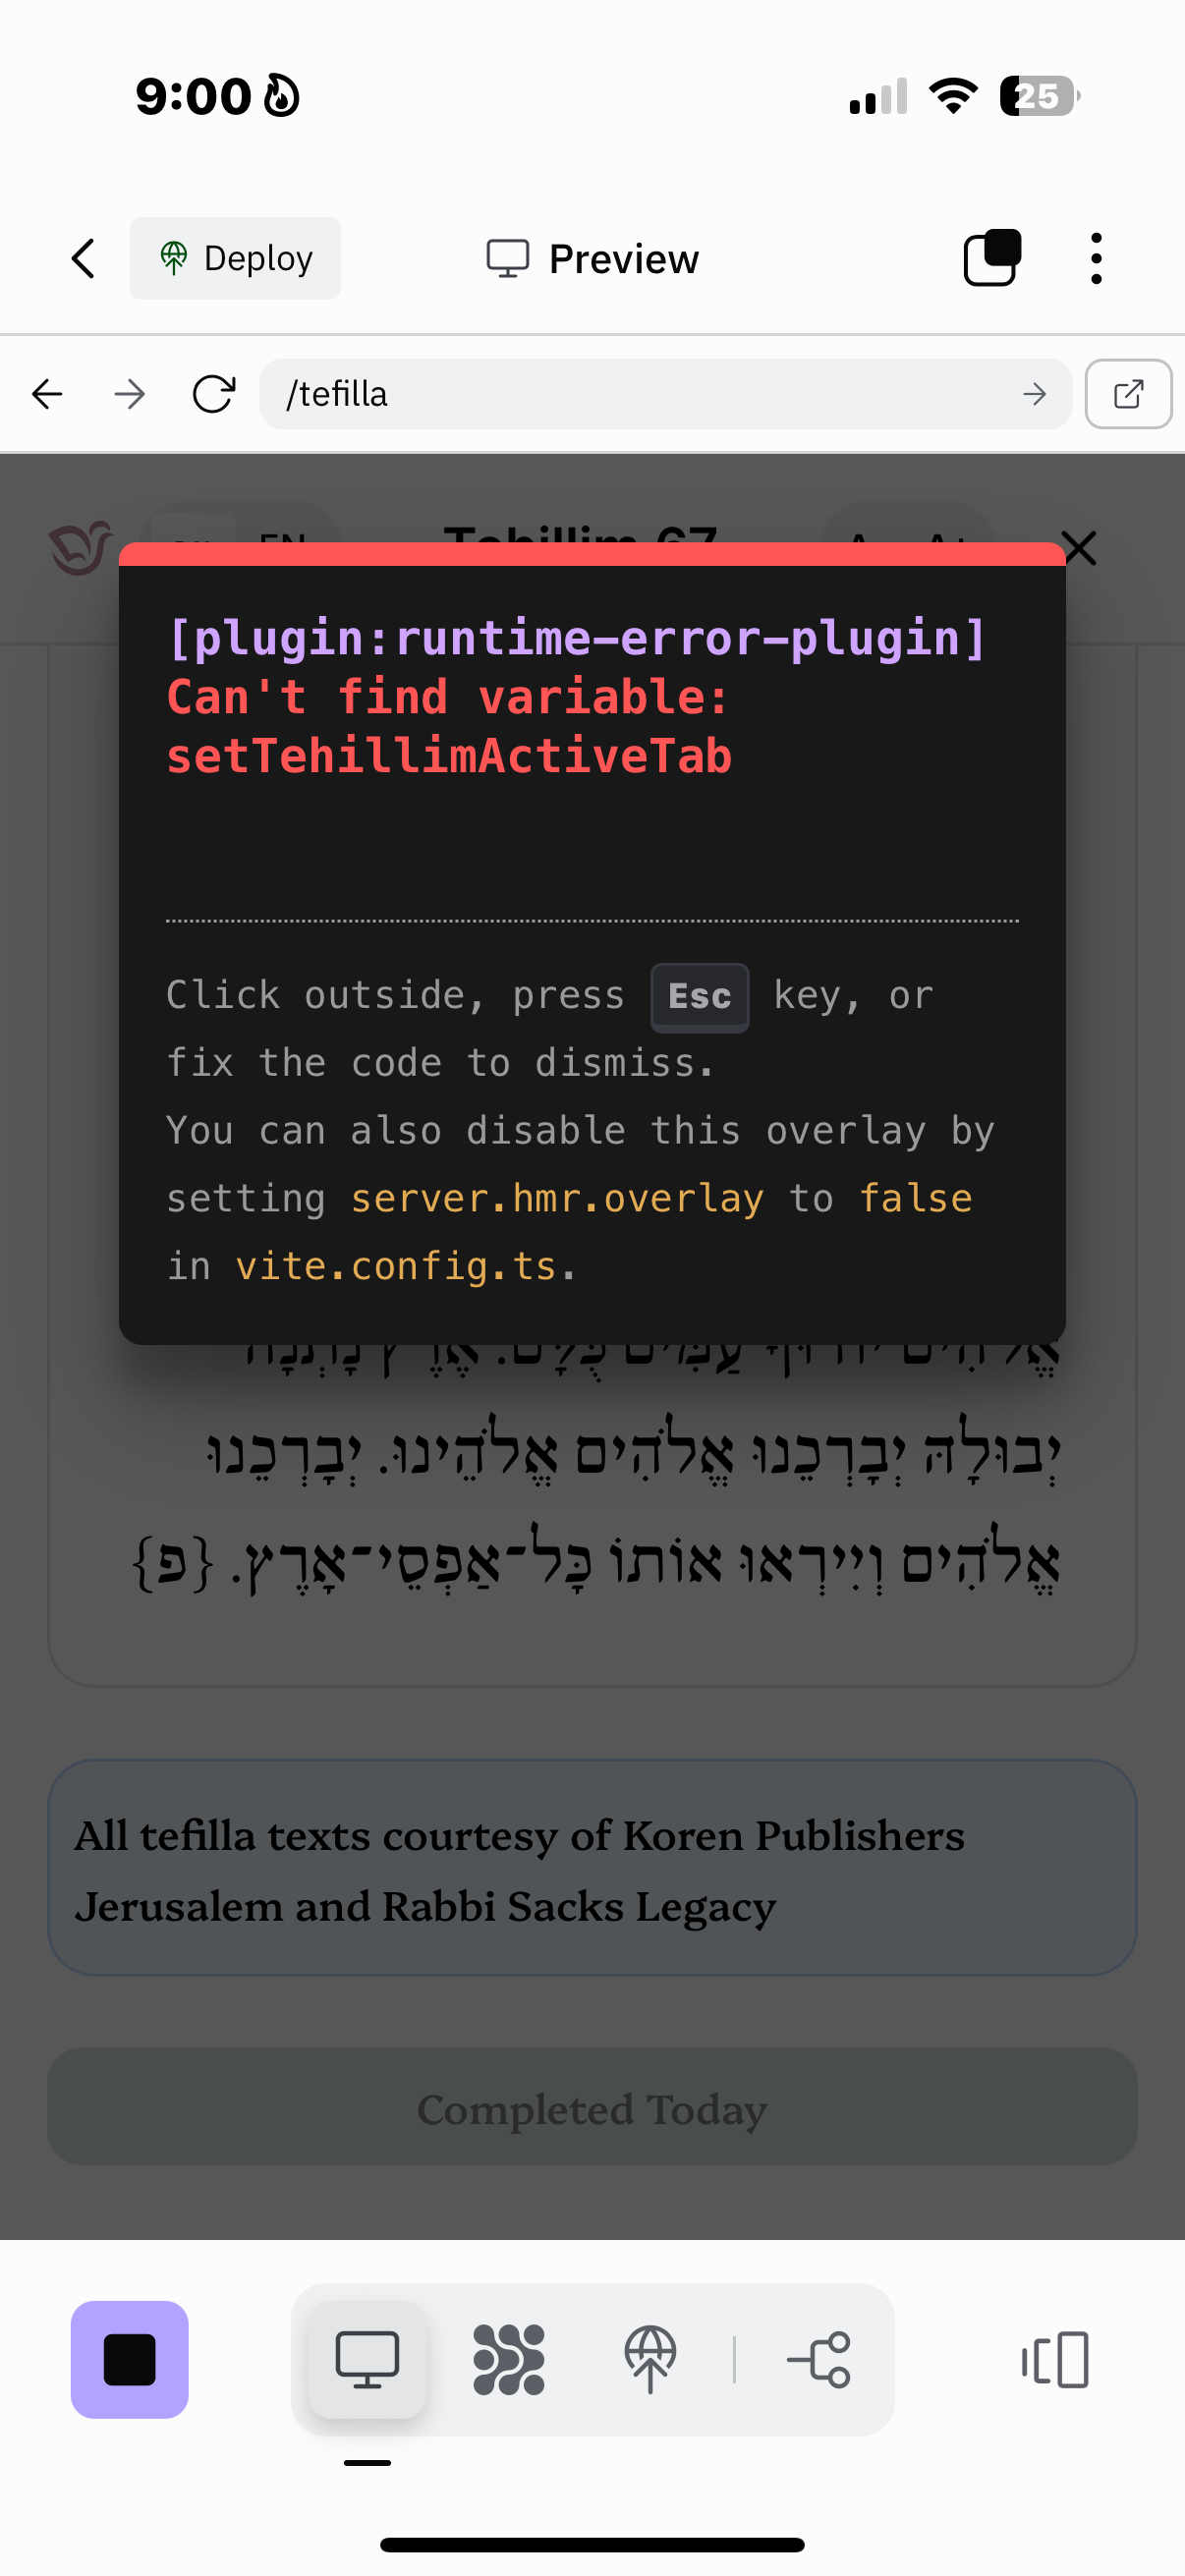 9:00
25
Deploy
Preview
/tefilla
EN
Tehillim 67
[plugin:runtime-error-plugin]
Can't find variable:
setTehillimActiveTab
Click outside, press Esc key, or
fix the code to dismiss.
You can also disable this overlay by
setting server.hmr.overlay to false
in vite.config.ts.
יְבוּלָהּ יְבָרְכֵנוּ אֱלֹהִים אֱלֹהֵינוּ. יְבָרְכֵנוּ
אֱלֹהִים וְיִירְאוּ אוֹתוֹ כׇּל־אַפְסֵי־אָרֶץ. {פ}
All tefilla texts courtesy of Koren Publishers
Jerusalem and Rabbi Sacks Legacy
Completed Today